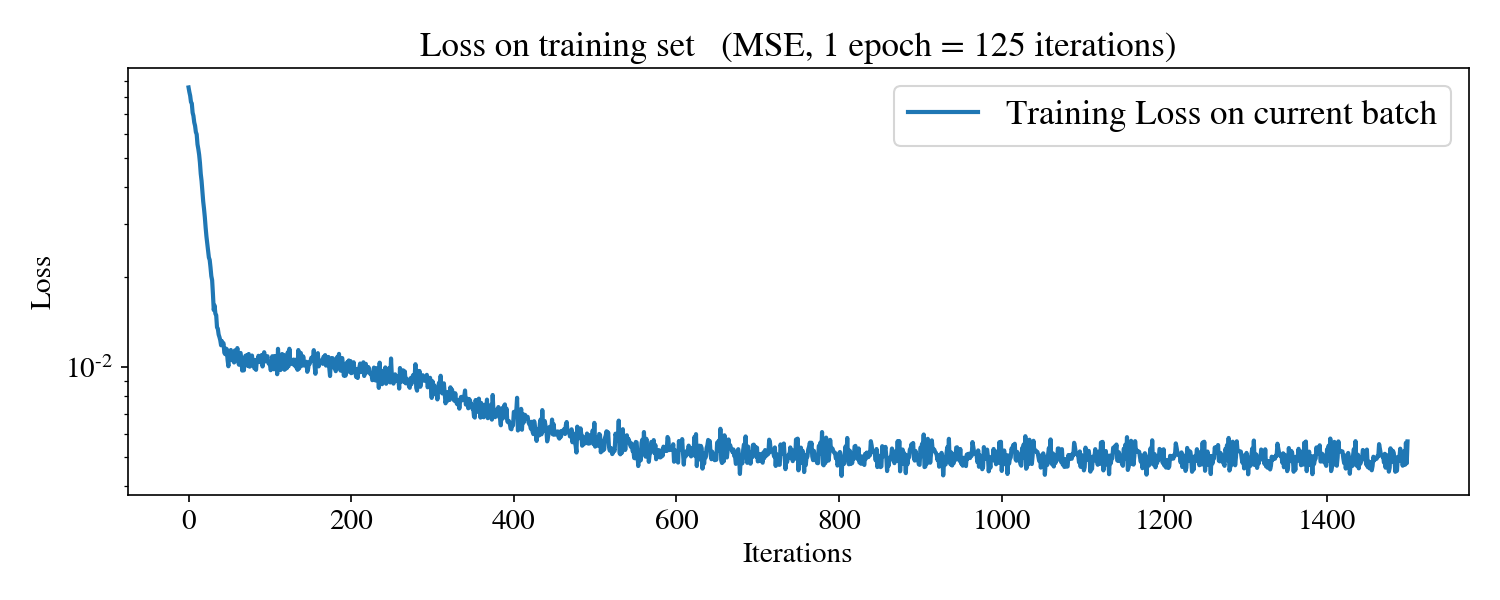 Loss on training set   (MSE, 1 epoch = 125 iterations)
Training Loss on current batch
Loss
10⁻²
0 200 400 600 800 1000 1200 1400
Iterations